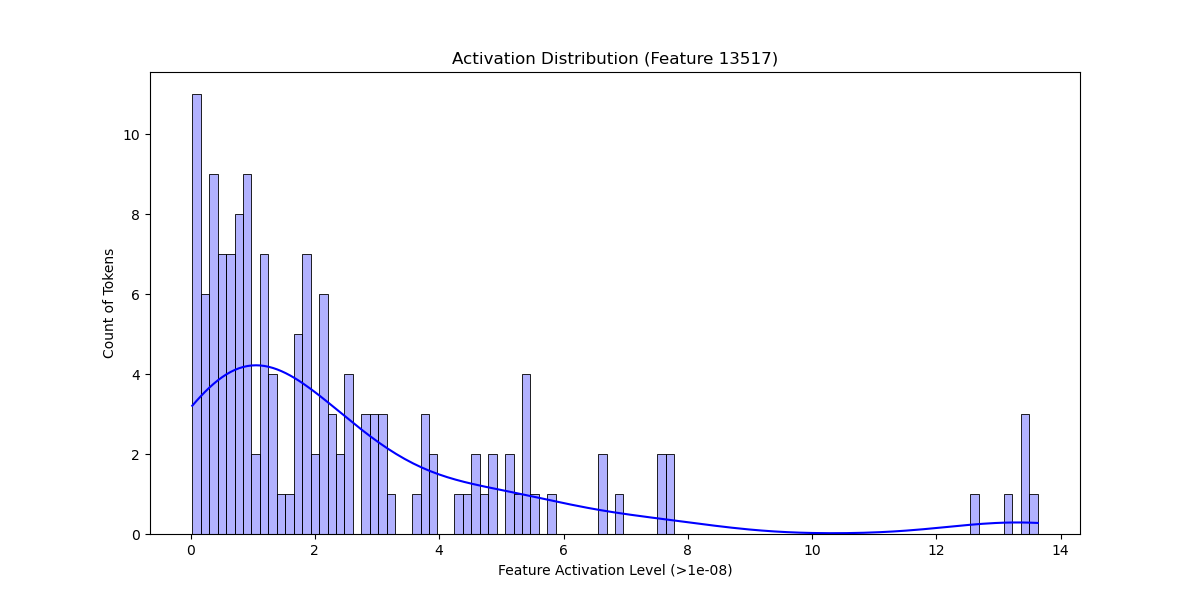 Activation Distribution (Feature 13517)
Count of Tokens
10
8
6
4
2
0
0 2 4 6 8 10 12 14
Feature Activation Level (>1e-08)